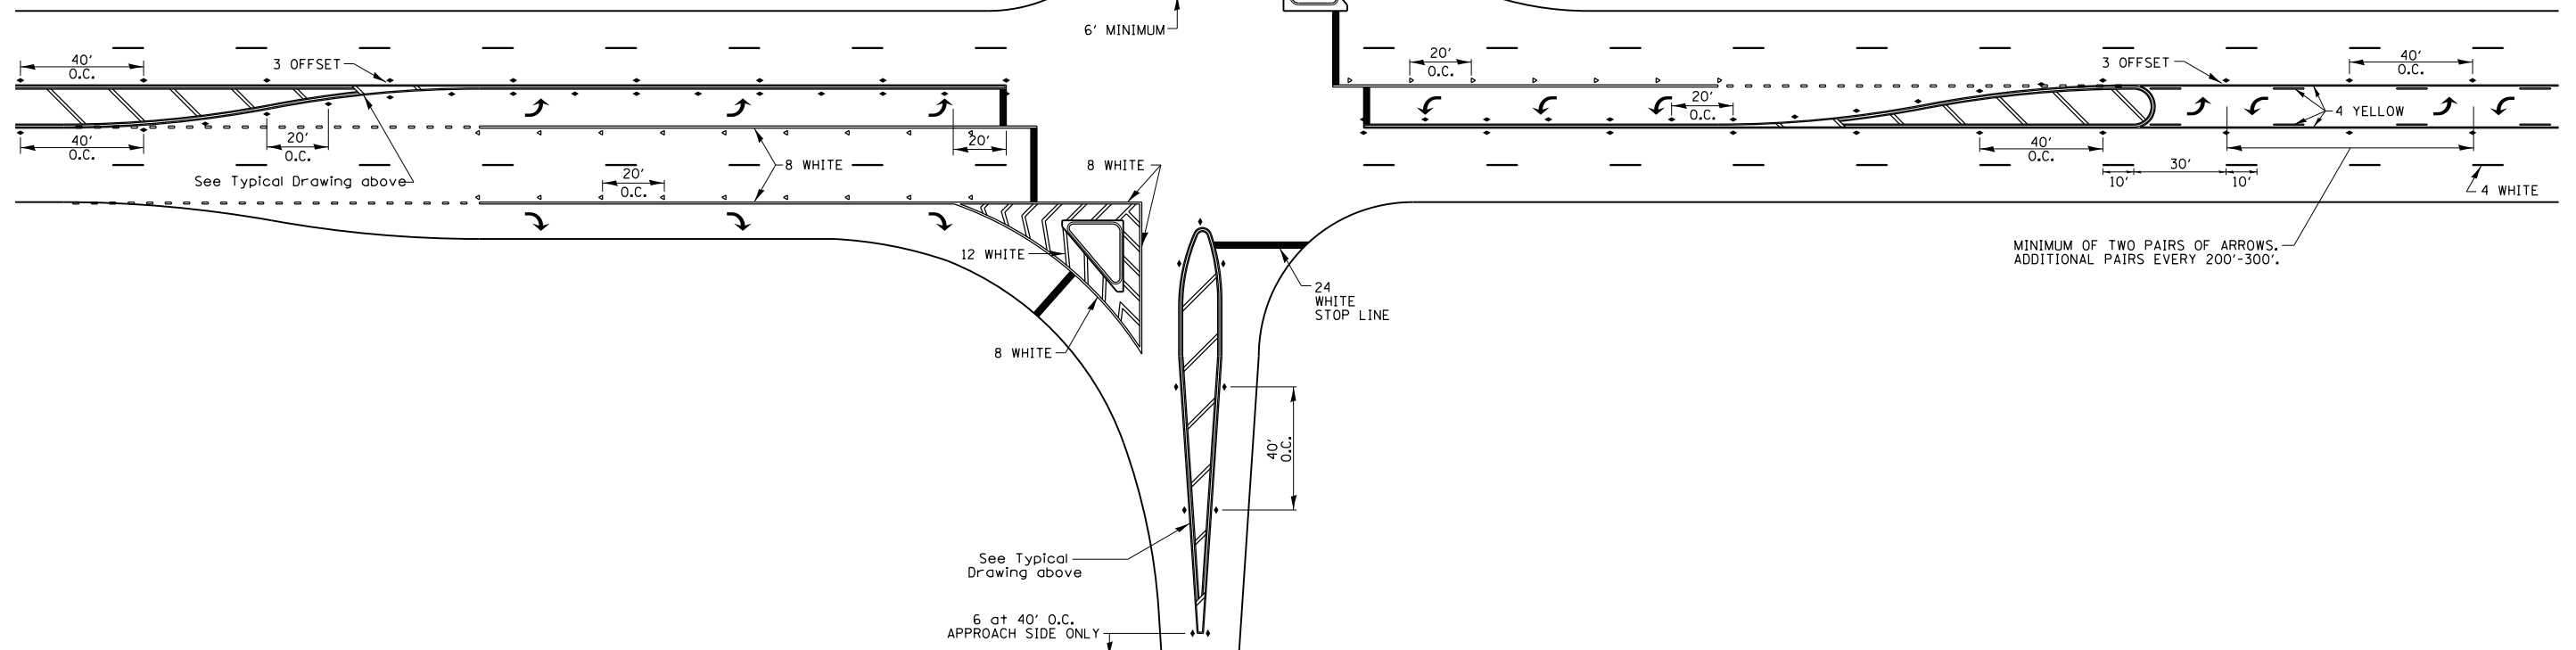 6' MINIMUM
40'
O.C.
3 OFFSET
20'
O.C.
3 OFFSET
40'
O.C.
20'
O.C.
4 YELLOW
40'
O.C.
20'
O.C.
20'
8 WHITE
8 WHITE
40'
O.C.
30'
10'
10'
See Typical Drawing above
20'
O.C.
4 WHITE
12 WHITE
MINIMUM OF TWO PAIRS OF ARROWS.
ADDITIONAL PAIRS EVERY 200'-300'.
24
WHITE
STOP LINE
8 WHITE
40'
O.C.
See Typical
Drawing above
6 at 40' O.C.
APPROACH SIDE ONLY